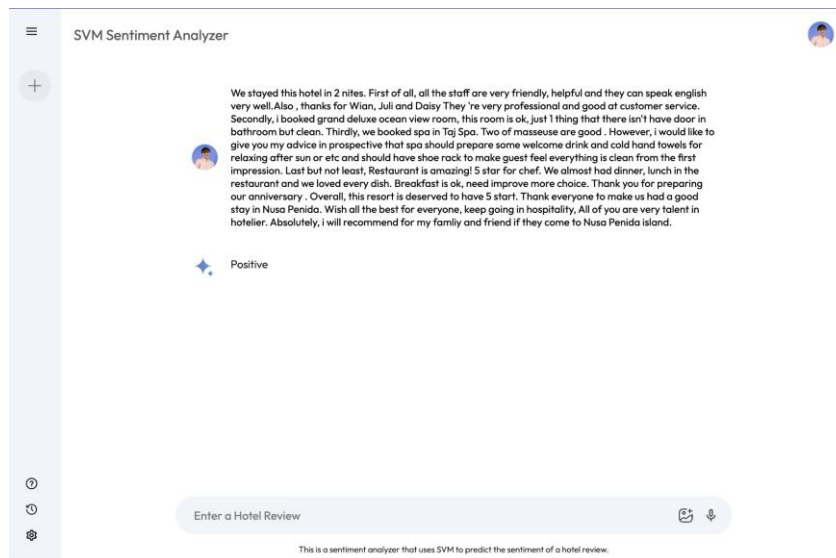 SVM Sentiment Analyzer
We stayed this hotel in 2 nites. First of all, all the staff are very friendly, helpful and they can speak english
very well.Also , thanks for Wian, Juli and Daisy They 're very professional and good at customer service.
Secondly, i booked grand deluxe ocean view room, this room is ok, just 1 thing that there isn't have door in
bathroom but clean. Thirdly, we booked spa in Taj Spa. Two of masseuse are good . However, i would like to
give you my advice in prospective that spa should prepare some welcome drink and cold hand towels for
relaxing after sun or etc and should have shoe rack to make guest feel everything is clean from the first
impression. Last but not least, Restaurant is amazing! 5 star for chef. We almost had dinner, lunch in the
restaurant and we loved every dish. Breakfast is ok, need improve more choice. Thank you for preparing
our anniversary . Overall, this resort is deserved to have 5 start. Thank everyone to make us had a good
stay in Nusa Penida. Wish all the best for everyone, keep going in hospitality, All of you are very talent in
hotelier. Absolutely, i will recommend for my famliy and friend if they come to Nusa Penida island.
Positive
Enter a Hotel Review
This is a sentiment analyzer that uses SVM to predict the sentiment of a hotel review.